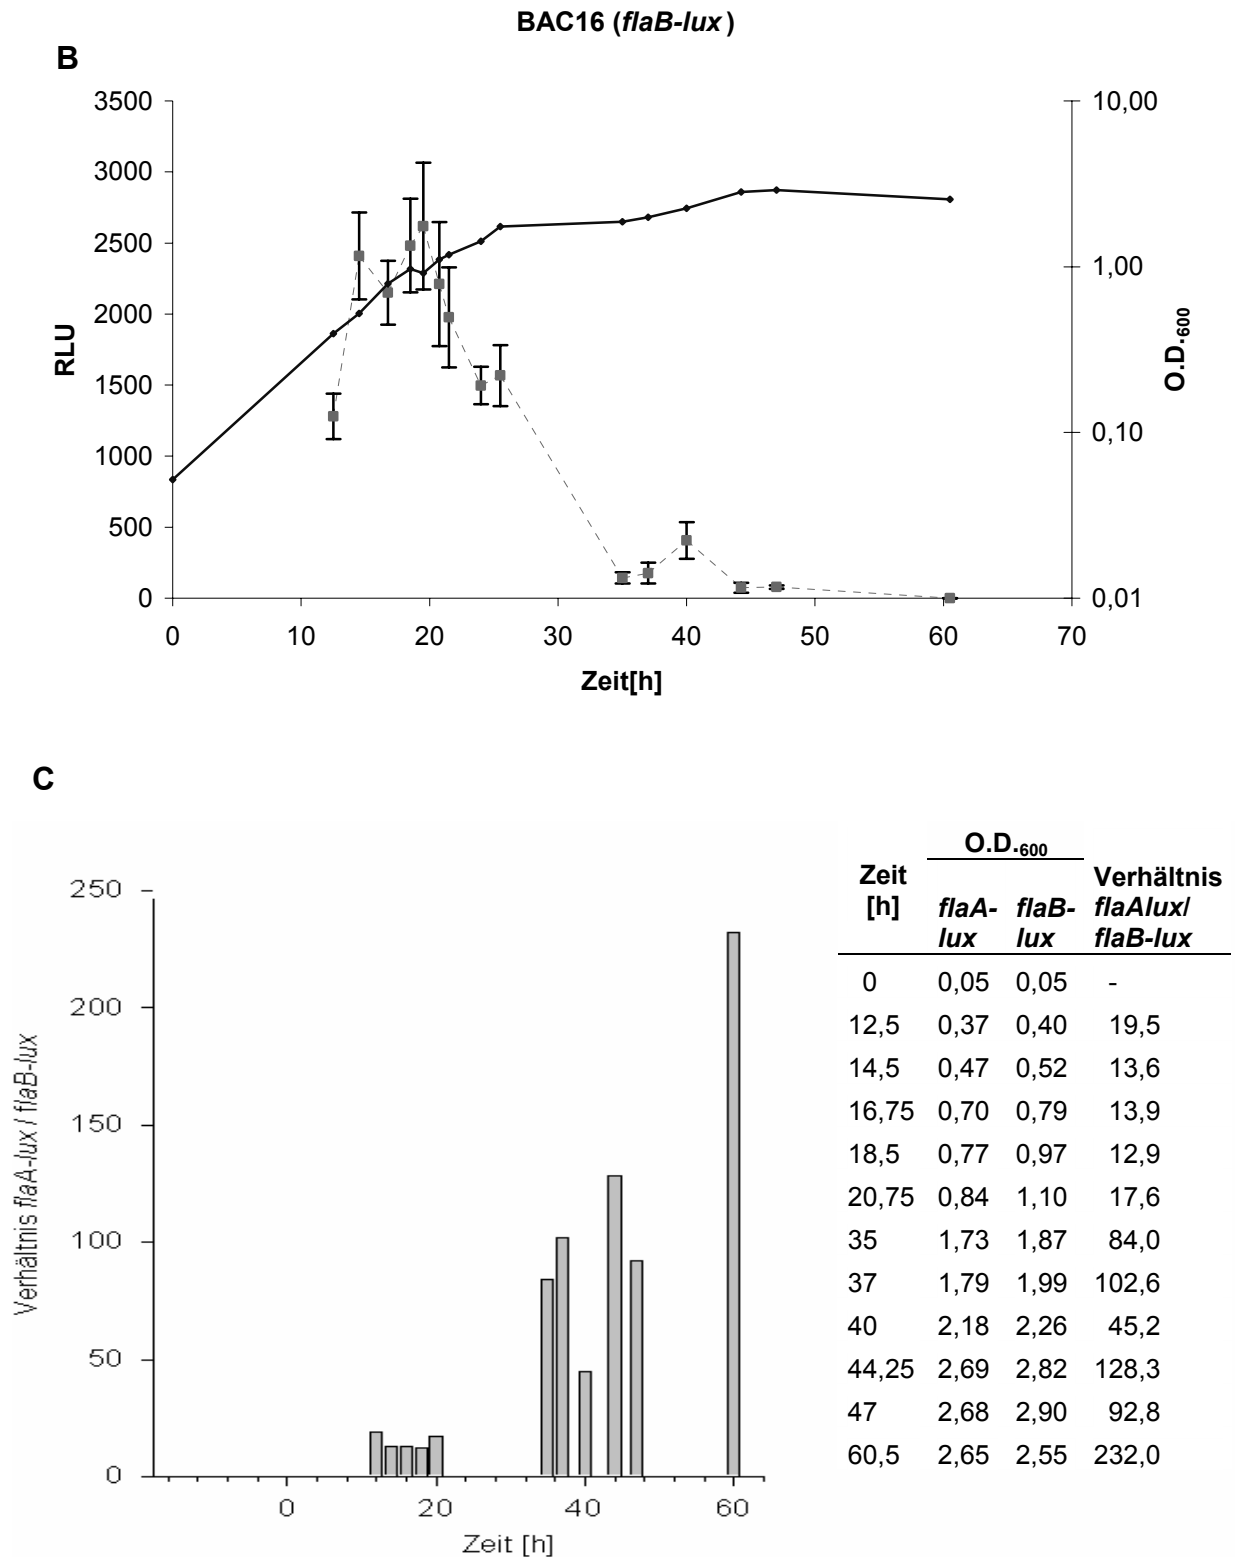 BAC16 (flaB-lux )
B
3500
3000
2500
2000
1500
1000
500
0
RLU
10,00
1,00
0,10
0,01
O.D.600
0 10 20 30 40 50 60 70
Zeit[h]
C
250
200
150
100
50
0
Verhältnis flaA-lux / flaB-lux
0 20 40 60
Zeit [h]
O.D.600
Zeit Verhältnis
[h] flaA- flaB- flaAlux/
lux lux flaB-lux
0 0,05 0,05 -
12,5 0,37 0,40 19,5
14,5 0,47 0,52 13,6
16,75 0,70 0,79 13,9
18,5 0,77 0,97 12,9
20,75 0,84 1,10 17,6
35 1,73 1,87 84,0
37 1,79 1,99 102,6
40 2,18 2,26 45,2
44,25 2,69 2,82 128,3
47 2,68 2,90 92,8
60,5 2,65 2,55 232,0